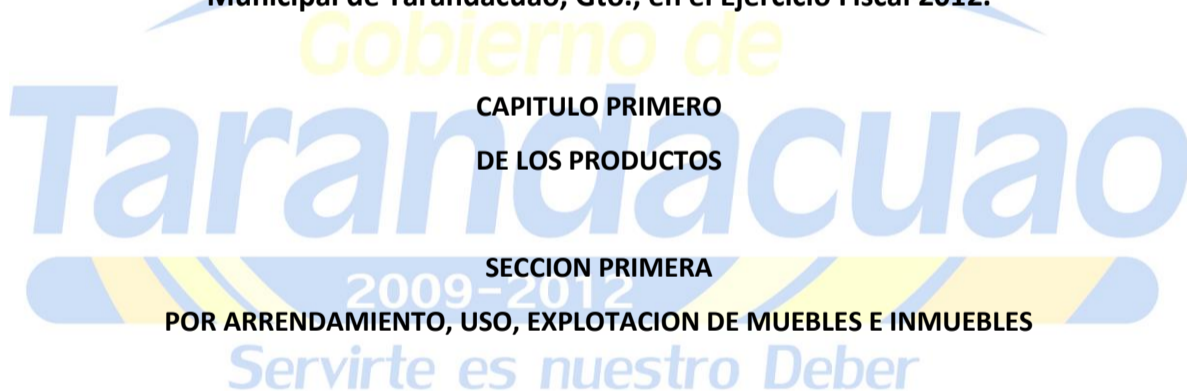 Municipal de Tarandacuao, Gto., en el Ejercicio Fiscal 2012.
Gobierno de
CAPITULO PRIMERO
Tarandacuao
DE LOS PRODUCTOS
SECCION PRIMERA
2009-2012
POR ARRENDAMIENTO, USO, EXPLOTACION DE MUEBLES E INMUEBLES
Servirte es nuestro Deber